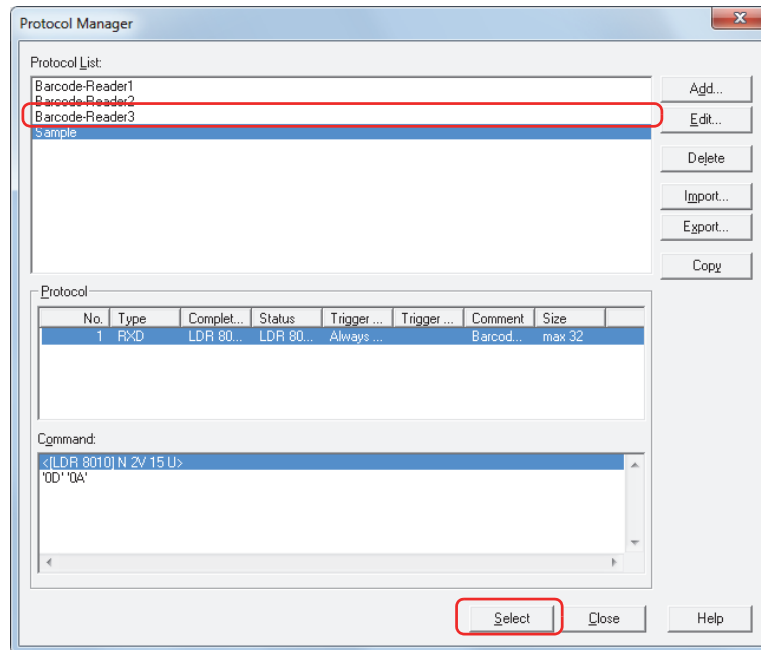 Protocol Manager
Protocol List:
Barcode-Reader1
Barcode-Reader2
Barcode-Reader3
Sample
Add...
Edit...
Delete
Import...
Export...
Copy
Protocol
No. Type Complet... Status Trigger ... Trigger ... Comment Size
1 RXD LDR 80... LDR 80... Always ... Barcod... max 32
Command:
<[LDR 8010] N 2V 15 U>
'0D' '0A'
Select Close Help